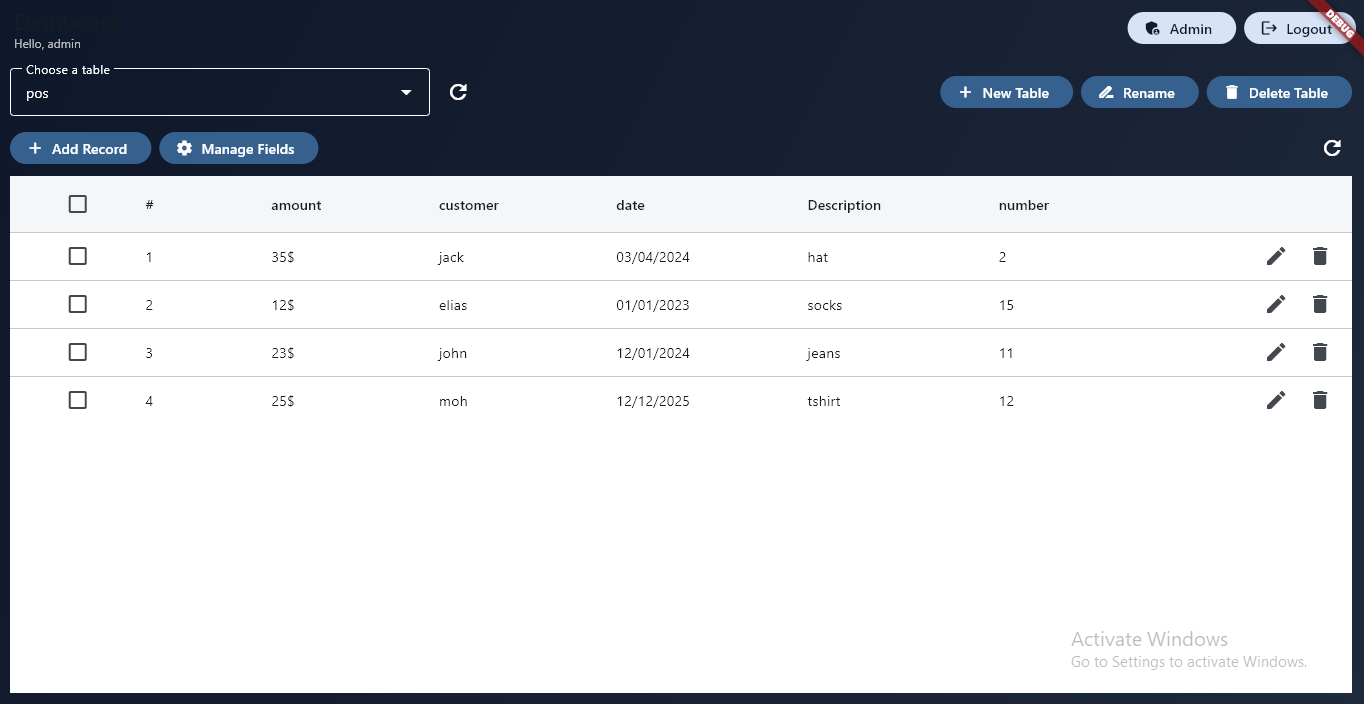 Dashboard
Hello, admin
Admin
Logout
DEBUG
Choose a table
pos
New Table
Rename
Delete Table
Add Record
Manage Fields
# amount customer date Description number
1 35$ jack 03/04/2024 hat 2
2 12$ elias 01/01/2023 socks 15
3 23$ john 12/01/2024 jeans 11
4 25$ moh 12/12/2025 tshirt 12
Activate Windows
Go to Settings to activate Windows.